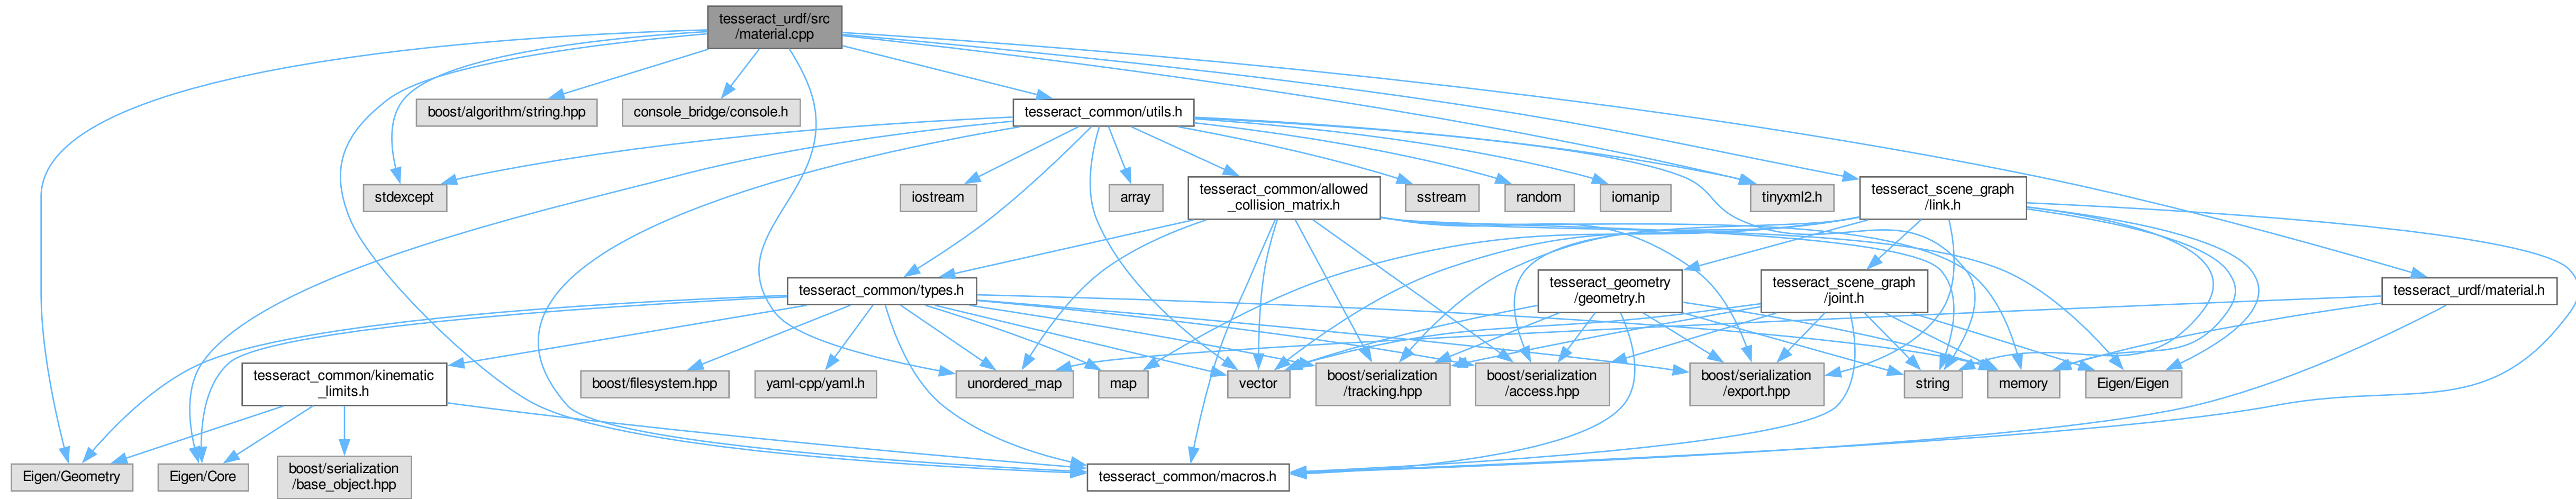 tesseract_urdf/src
/material.cpp
boost/algorithm/string.hpp
console_bridge/console.h
tesseract_common/utils.h
stdexcept
iostream
array
tesseract_common/allowed
_collision_matrix.h
sstream
random
iomanip
tinyxml2.h
tesseract_scene_graph
/link.h
tesseract_common/types.h
tesseract_geometry
/geometry.h
tesseract_scene_graph
/joint.h
tesseract_urdf/material.h
tesseract_common/kinematic
_limits.h
boost/filesystem.hpp
yaml-cpp/yaml.h
unordered_map
map
vector
boost/serialization
/tracking.hpp
boost/serialization
/access.hpp
boost/serialization
/export.hpp
string
memory
Eigen/Eigen
Eigen/Geometry
Eigen/Core
boost/serialization
/base_object.hpp
tesseract_common/macros.h